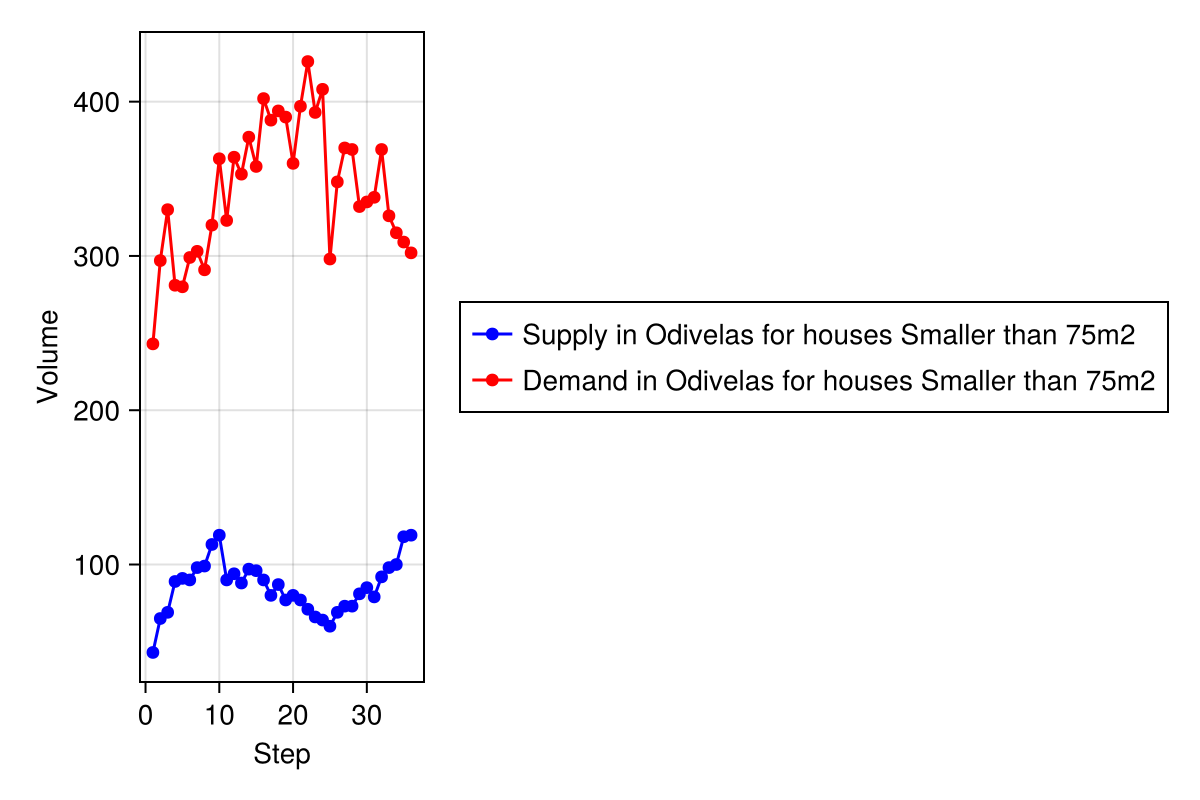 400
300
200
100
Volume
0 10 20 30
Step
Supply in Odivelas for houses Smaller than 75m2
Demand in Odivelas for houses Smaller than 75m2